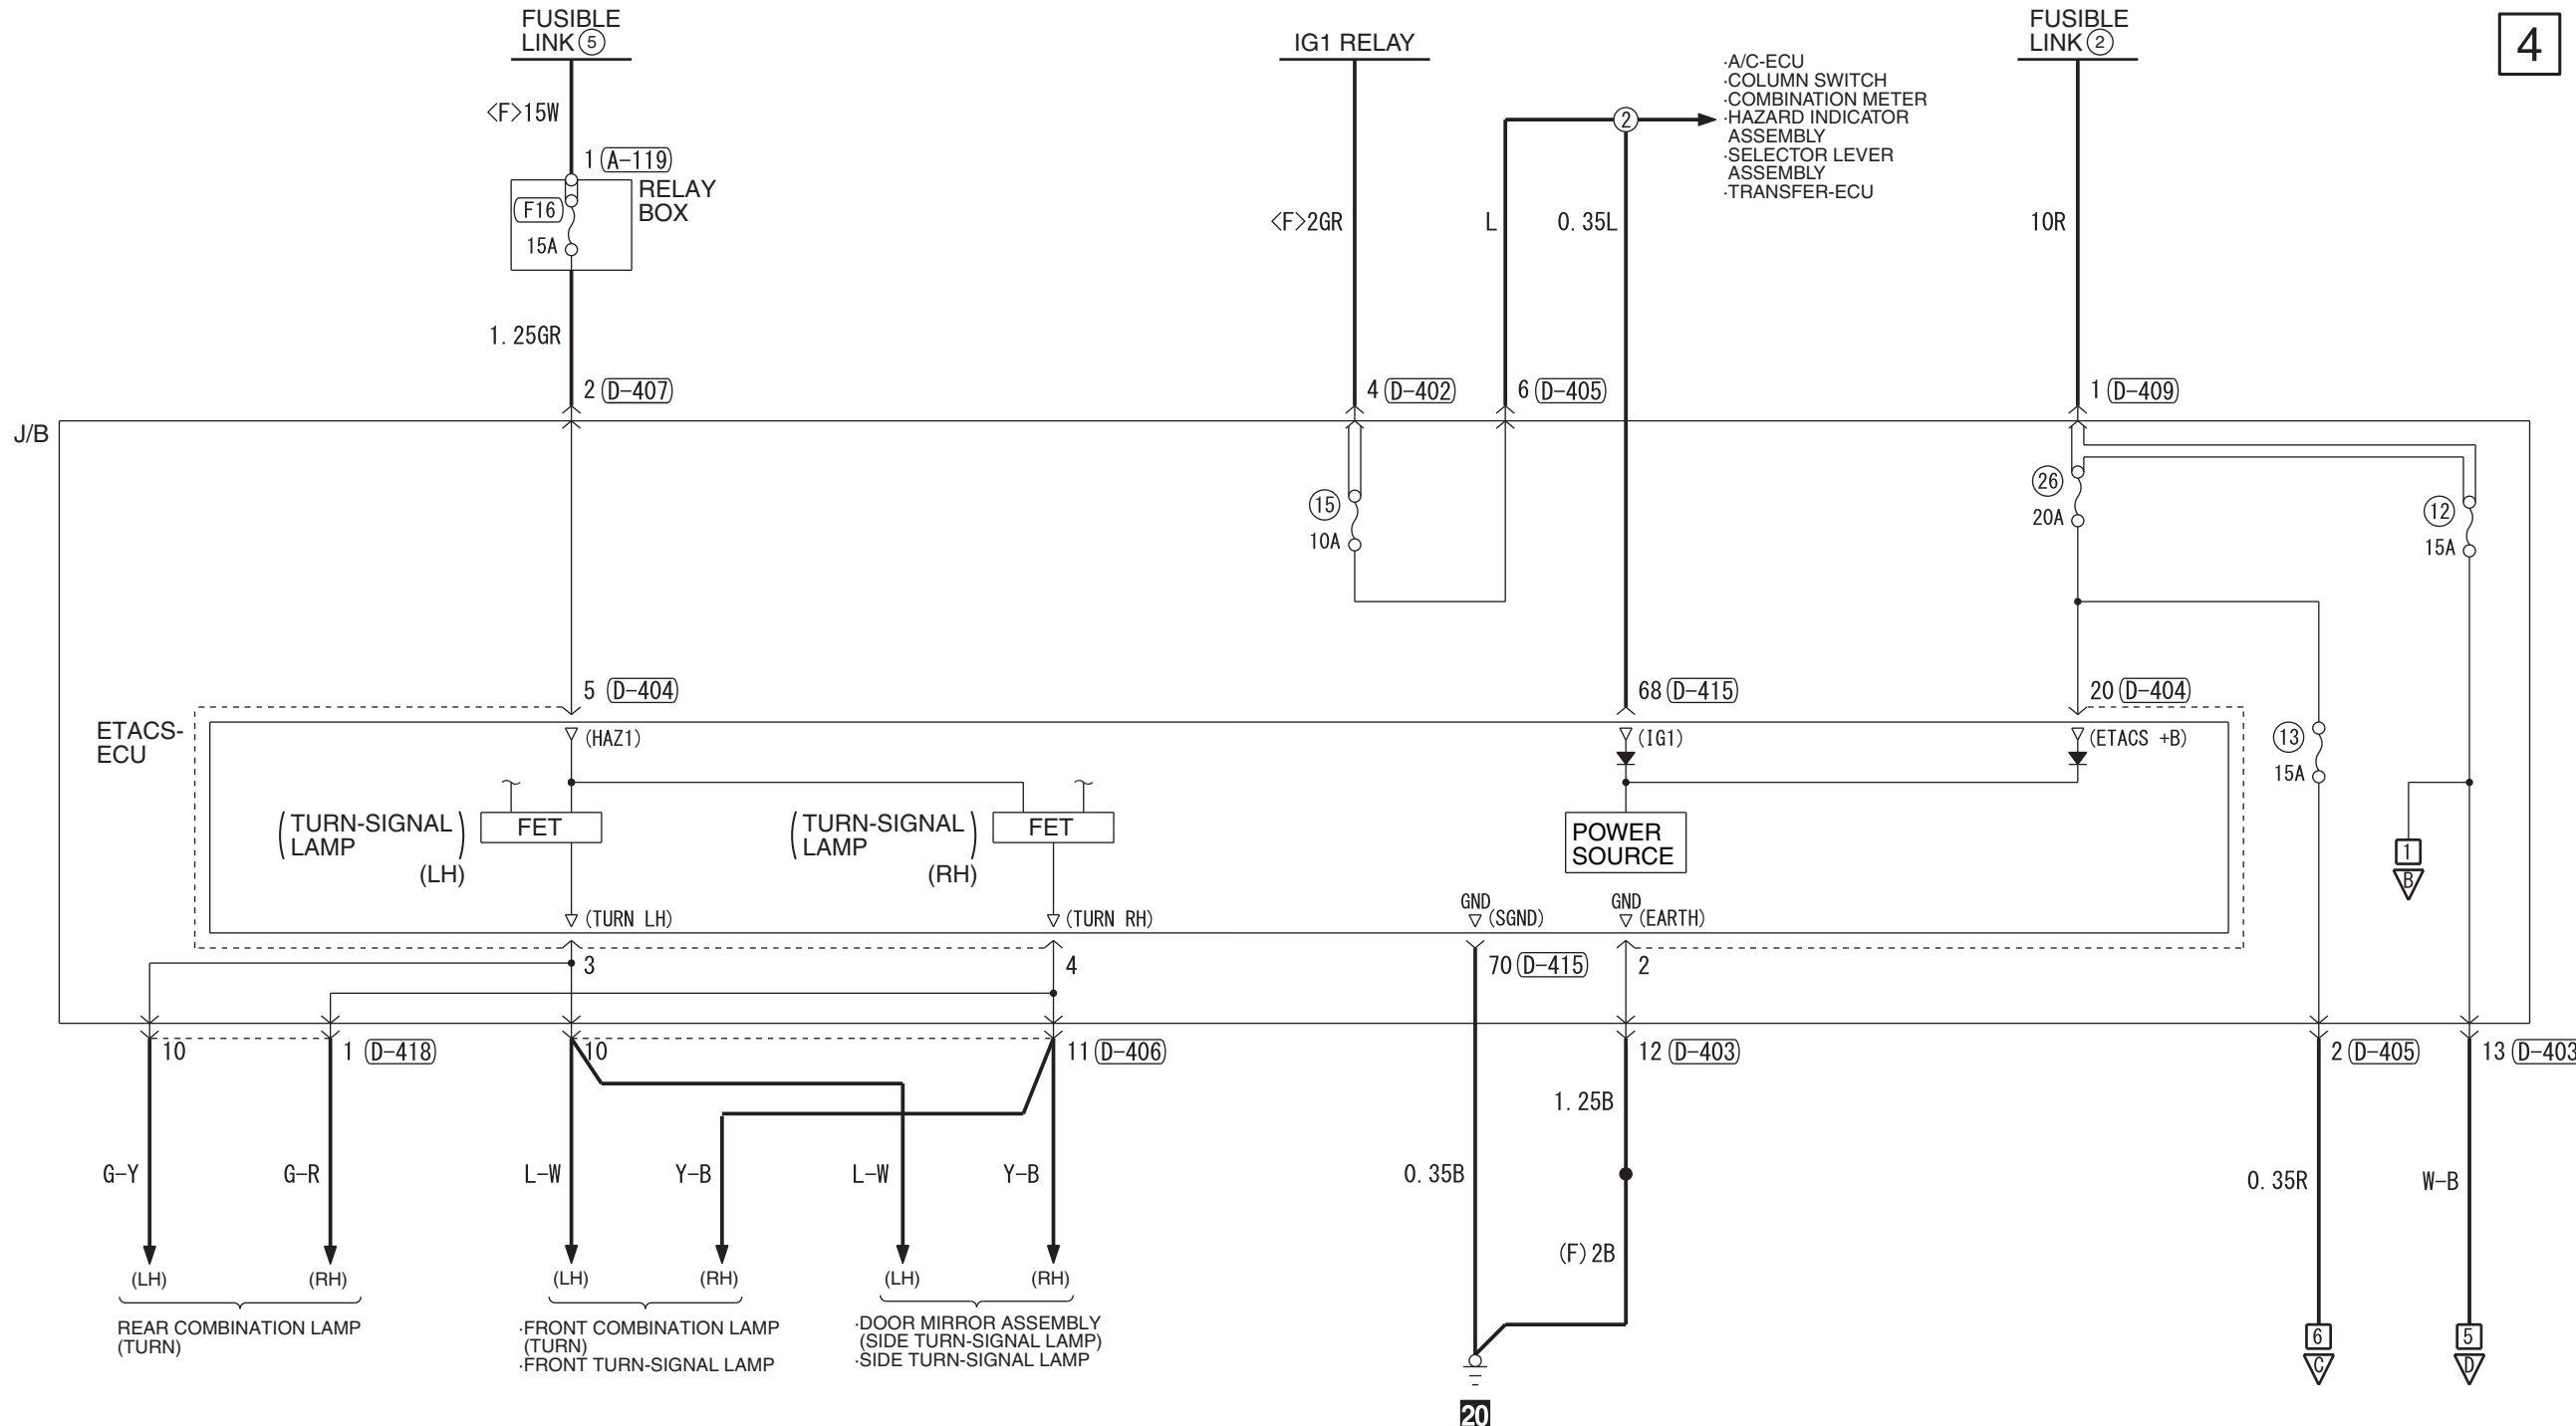 FUSIBLE
LINK ⑤
IG1 RELAY
FUSIBLE
LINK ②
4
·A/C-ECU
·COLUMN SWITCH
·COMBINATION METER
·HAZARD INDICATOR
ASSEMBLY
·SELECTOR LEVER
ASSEMBLY
·TRANSFER-ECU
②
<F>15W
1 (A-119)
RELAY
BOX
F16
15A
<F>2GR
L
0.35L
10R
1.25GR
2 (D-407)
4 (D-402)
6 (D-405)
1 (D-409)
J/B
⑮
10A
㉖
20A
⑫
15A
5 (D-404)
68 (D-415)
20 (D-404)
ETACS-
ECU
(HAZ1)
(IG1)
(ETACS +B)
⑬
15A
(TURN-SIGNAL
LAMP)
(LH)
FET
(TURN-SIGNAL
LAMP)
(RH)
FET
POWER
SOURCE
1
B
(TURN LH)
(TURN RH)
GND
(SGND)
GND
(EARTH)
3
4
70 (D-415)
2
10
1 (D-418)
10
11 (D-406)
12 (D-403)
2 (D-405)
13 (D-403
1.25B
G-Y
G-R
L-W
Y-B
L-W
Y-B
0.35B
0.35R
W-B
(F)2B
(LH)
(RH)
(LH)
(RH)
(LH)
(RH)
REAR COMBINATION LAMP
(TURN)
·FRONT COMBINATION LAMP
(TURN)
·FRONT TURN-SIGNAL LAMP
·DOOR MIRROR ASSEMBLY
(SIDE TURN-SIGNAL LAMP)
·SIDE TURN-SIGNAL LAMP
6
C
5
D
20